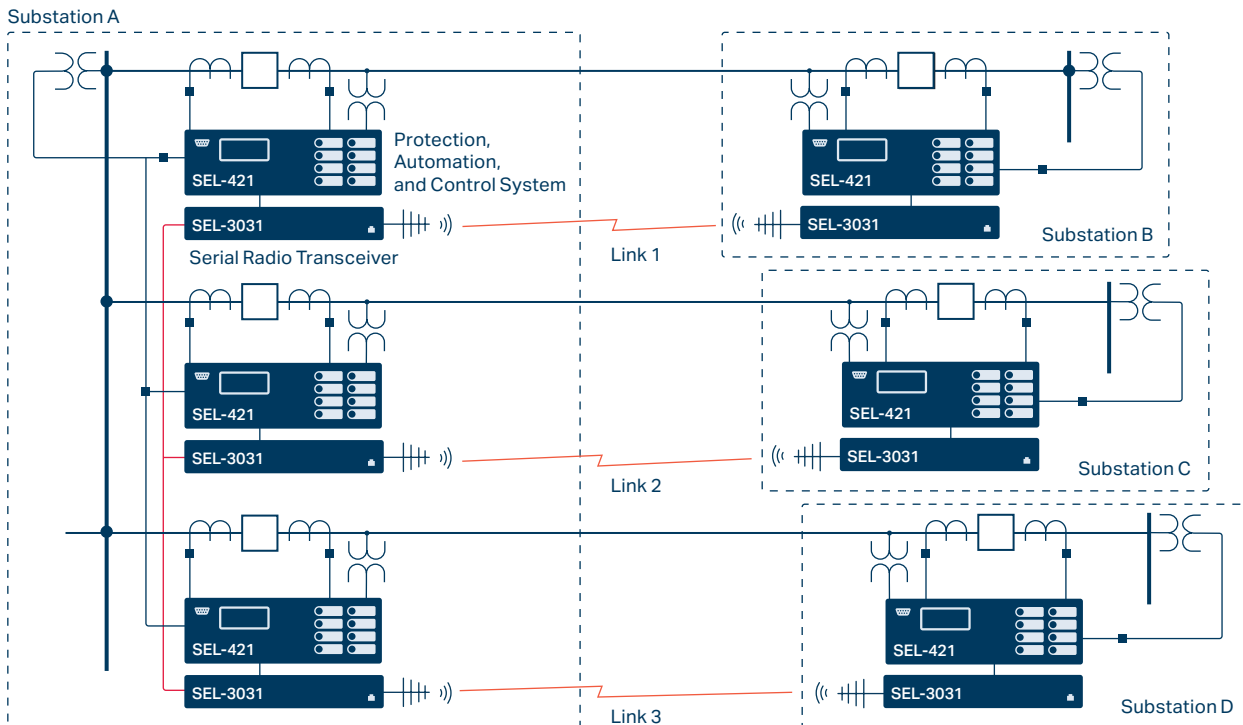 Substation A
SEL-421
Protection,
Automation,
and Control System
SEL-421
SEL-3031
SEL-3031
Link 1
Substation B
Serial Radio Transceiver
SEL-421
SEL-421
SEL-3031
SEL-3031
Link 2
Substation C
SEL-421
SEL-421
SEL-3031
SEL-3031
Link 3
Substation D